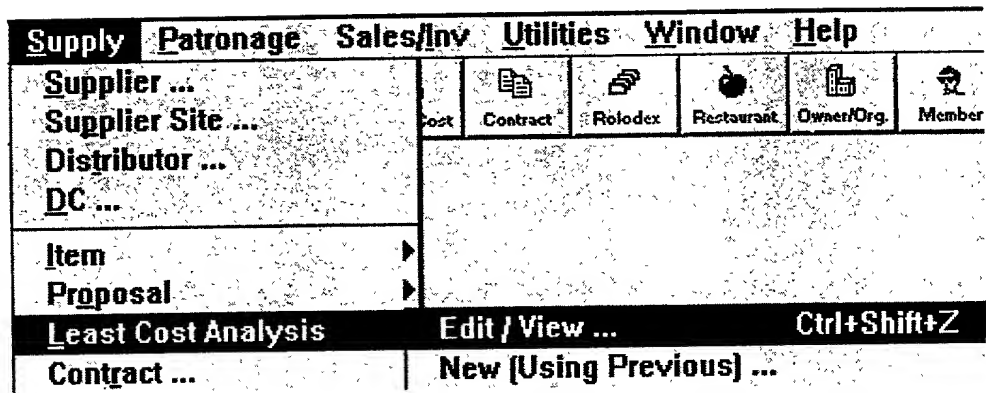 Supply Patronage Sales/Inv Utilities Window Help
Supplier ...
Supplier Site ...
Distributor ...
DC ...
Cost Contract Rolodex Restaurant Owner/Org. Member
Item
Proposal
Least Cost Analysis Edit / View ... Ctrl+Shift+Z
Contract ... New (Using Previous) ...